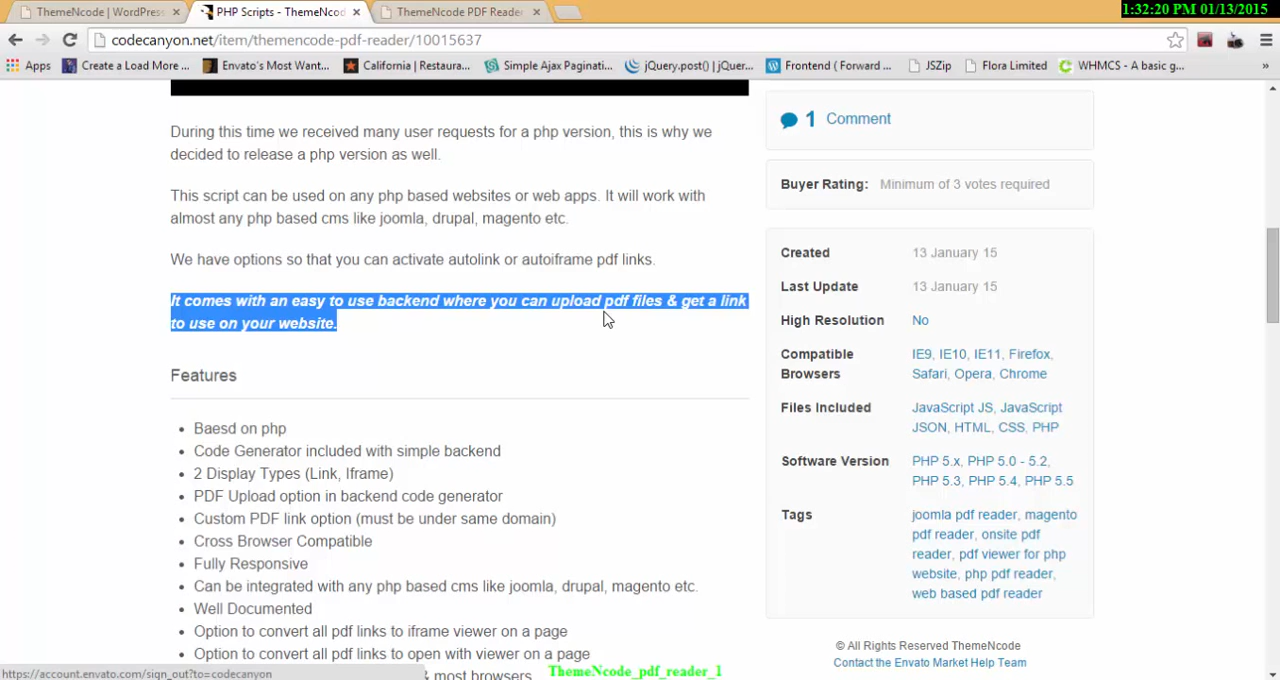 ThemeNcode | WordPress
PHP Scripts - ThemeNcod
ThemeNcode PDF Reade
1:32:20 PM 01/13/2015
codecanyon.net/item/themencode-pdf-reader/10015637
Apps
Create a Load More ...
Envato's Most Want...
California | Restaura...
Simple Ajax Paginati...
jQuery.post() | jQuer...
Frontend ( Forward ...
JSZip
Flora Limited
WHMCS - A basic g...
»
During this time we received many user requests for a php version, this is why we
decided to release a php version as well.
This script can be used on any php based websites or web apps. It will work with
almost any php based cms like joomla, drupal, magento etc.
We have options so that you can activate autolink or autoiframe pdf links.
It comes with an easy to use backend where you can upload pdf files & get a link
to use on your website.
Features
• Baesd on php
• Code Generator included with simple backend
• 2 Display Types (Link, Iframe)
• PDF Upload option in backend code generator
• Custom PDF link option (must be under same domain)
• Cross Browser Compatible
• Fully Responsive
• Can be integrated with any php based cms like joomla, drupal, magento etc.
• Well Documented
• Option to convert all pdf links to iframe viewer on a page
• Option to convert all pdf links to open with viewer on a page
& most browsers
1 Comment
Buyer Rating: Minimum of 3 votes required
Created 13 January 15
Last Update 13 January 15
High Resolution No
Compatible Browsers
IE9, IE10, IE11, Firefox,
Safari, Opera, Chrome
Files Included
JavaScript JS, JavaScript
JSON, HTML, CSS, PHP
Software Version
PHP 5.x, PHP 5.0 - 5.2,
PHP 5.3, PHP 5.4, PHP 5.5
Tags
joomla pdf reader, magento
pdf reader, onsite pdf
reader, pdf viewer for php
website, php pdf reader,
web based pdf reader
© All Rights Reserved ThemeNcode
Contact the Envato Market Help Team
https://account.envato.com/sign_out?to=codecanyon
ThemeNcode_pdf_reader_1